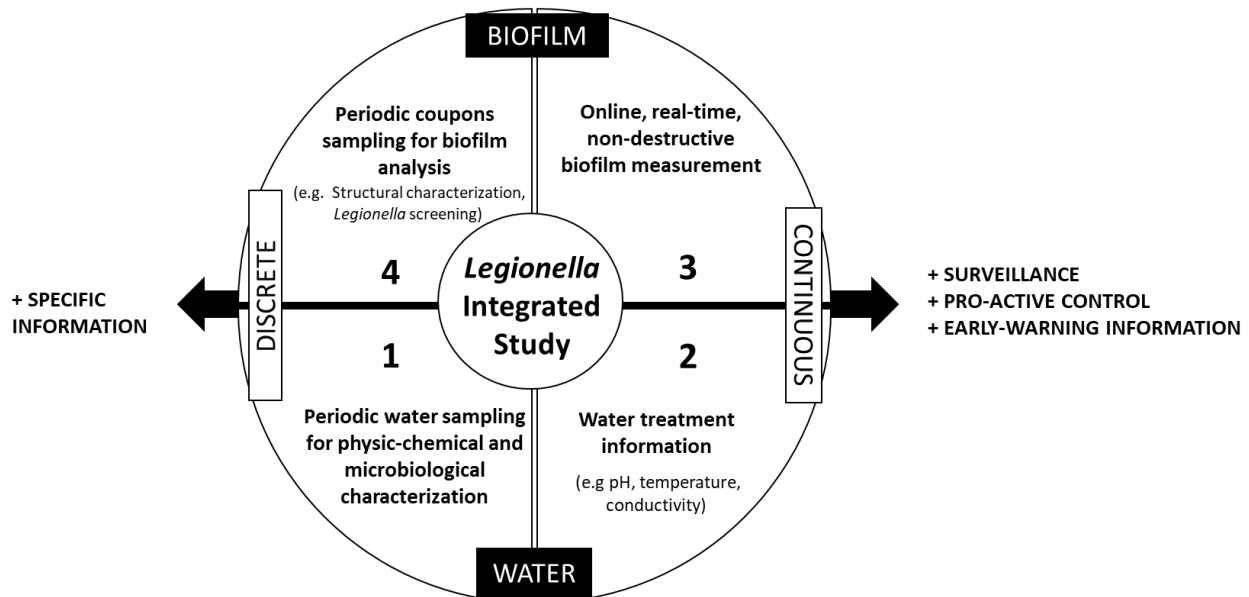 BIOFILM
Periodic coupons
sampling for biofilm
analysis
(e.g. Structural characterization,
Legionella screening)
Online, real-time,
non-destructive
biofilm measurement
DISCRETE
CONTINUOUS
4
3
Legionella
Integrated
Study
+ SPECIFIC
INFORMATION
+ SURVEILLANCE
+ PRO-ACTIVE CONTROL
+ EARLY-WARNING INFORMATION
1
2
Periodic water sampling
for physic-chemical and
microbiological
characterization
Water treatment
information
(e.g pH, temperature,
conductivity)
WATER